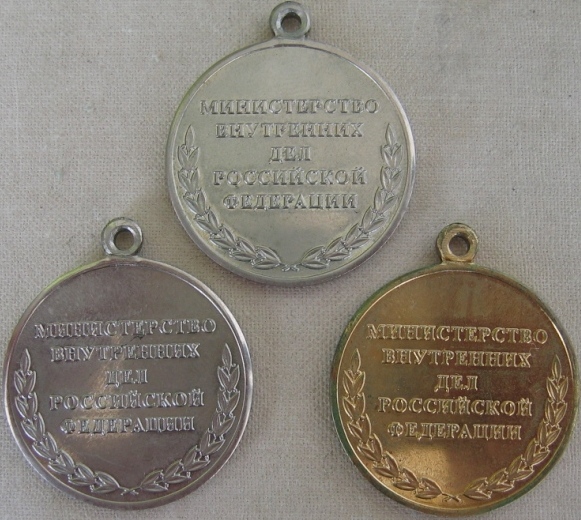 МИНИСТЕРСТВО
ВНУТРЕННИХ
ДЕЛ
РОССИЙСКОЙ
ФЕДЕРАЦИИ
МИНИСТЕРСТВО
ВНУТРЕННИХ
ДЕЛ
РОССИЙСКОЙ
ФЕДЕРАЦИИ
МИНИСТЕРСТВО
ВНУТРЕННИХ
ДЕЛ
РОССИЙСКОЙ
ФЕДЕРАЦИИ